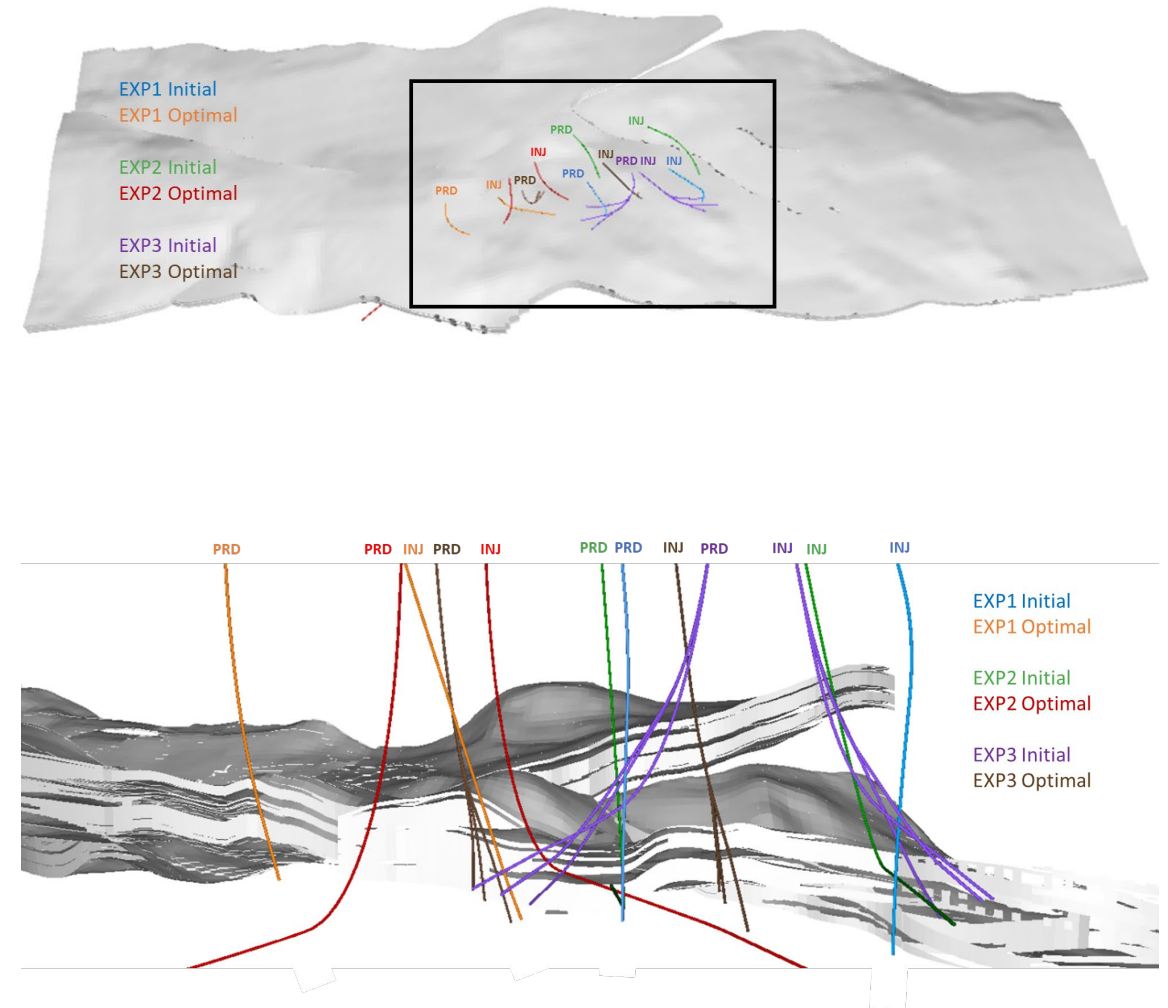 EXP1 Initial
EXP1 Optimal
EXP2 Initial
EXP2 Optimal
EXP3 Initial
EXP3 Optimal
INJ
PRD
INJ
INJ
PRD INJ
INJ
PRD
PRD
INJ
PRD
PRD PRD INJ PRD INJ PRD PRD INJ PRD INJ INJ INJ
EXP1 Initial
EXP1 Optimal
EXP2 Initial
EXP2 Optimal
EXP3 Initial
EXP3 Optimal